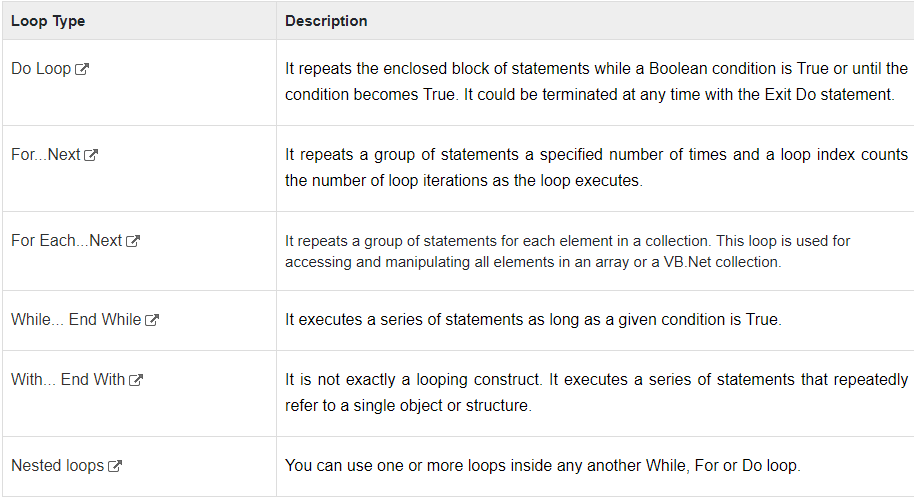 Loop Type
Description
Do Loop
It repeats the enclosed block of statements while a Boolean condition is True or until the
condition becomes True. It could be terminated at any time with the Exit Do statement.
For...Next
It repeats a group of statements a specified number of times and a loop index counts
the number of loop iterations as the loop executes.
For Each...Next
It repeats a group of statements for each element in a collection. This loop is used for
accessing and manipulating all elements in an array or a VB.Net collection.
While... End While
It executes a series of statements as long as a given condition is True.
With... End With
It is not exactly a looping construct. It executes a series of statements that repeatedly
refer to a single object or structure.
Nested loops
You can use one or more loops inside any another While, For or Do loop.